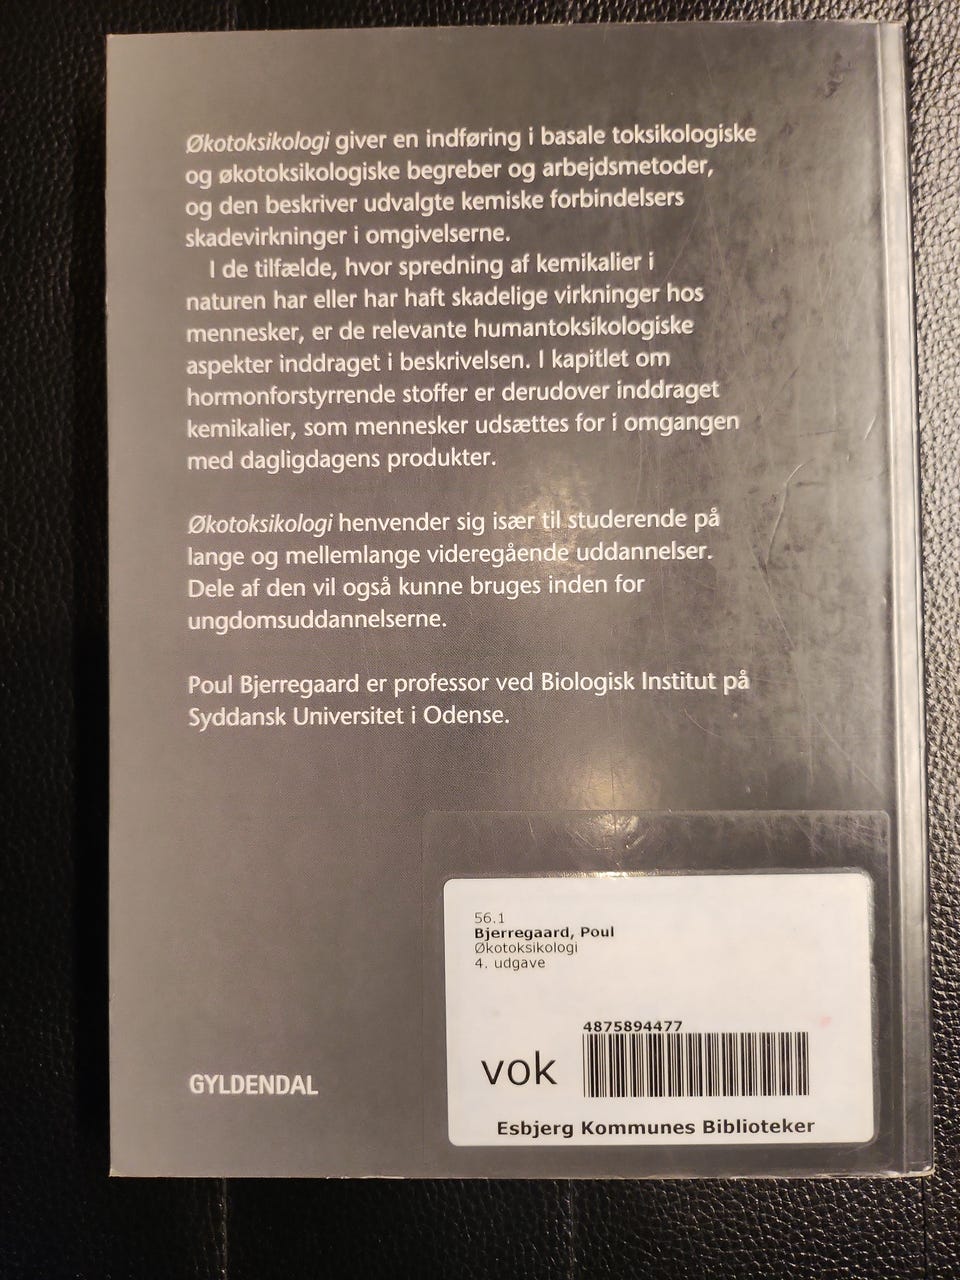 Økotoksikologi giver en indføring i basale toksikologiske
og økotoksikologiske begreber og arbejdsmetoder,
og den beskriver udvalgte kemiske forbindelsers
skadevirkninger i omgivelserne.
I de tilfælde, hvor spredning af kemikalier i
naturen har eller har haft skadelige virkninger hos
mennesker, er de relevante humantoksikologiske
aspekter inddraget i beskrivelsen. I kapitlet om
hormonforstyrrende stoffer er derudover inddraget
kemikalier, som mennesker udsættes for i omgangen
med dagligdagens produkter.
Økotoksikologi henvender sig især til studerende på
lange og mellemlange videregående uddannelser.
Dele af den vil også kunne bruges inden for
ungdomsuddannelserne.
Poul Bjerregaard er professor ved Biologisk Institut på
Syddansk Universitet i Odense.
56.1
Bjerregaard, Poul
Økotoksikologi
4. udgave
4875894477
vok
Esbjerg Kommunes Biblioteker
GYLDENDAL